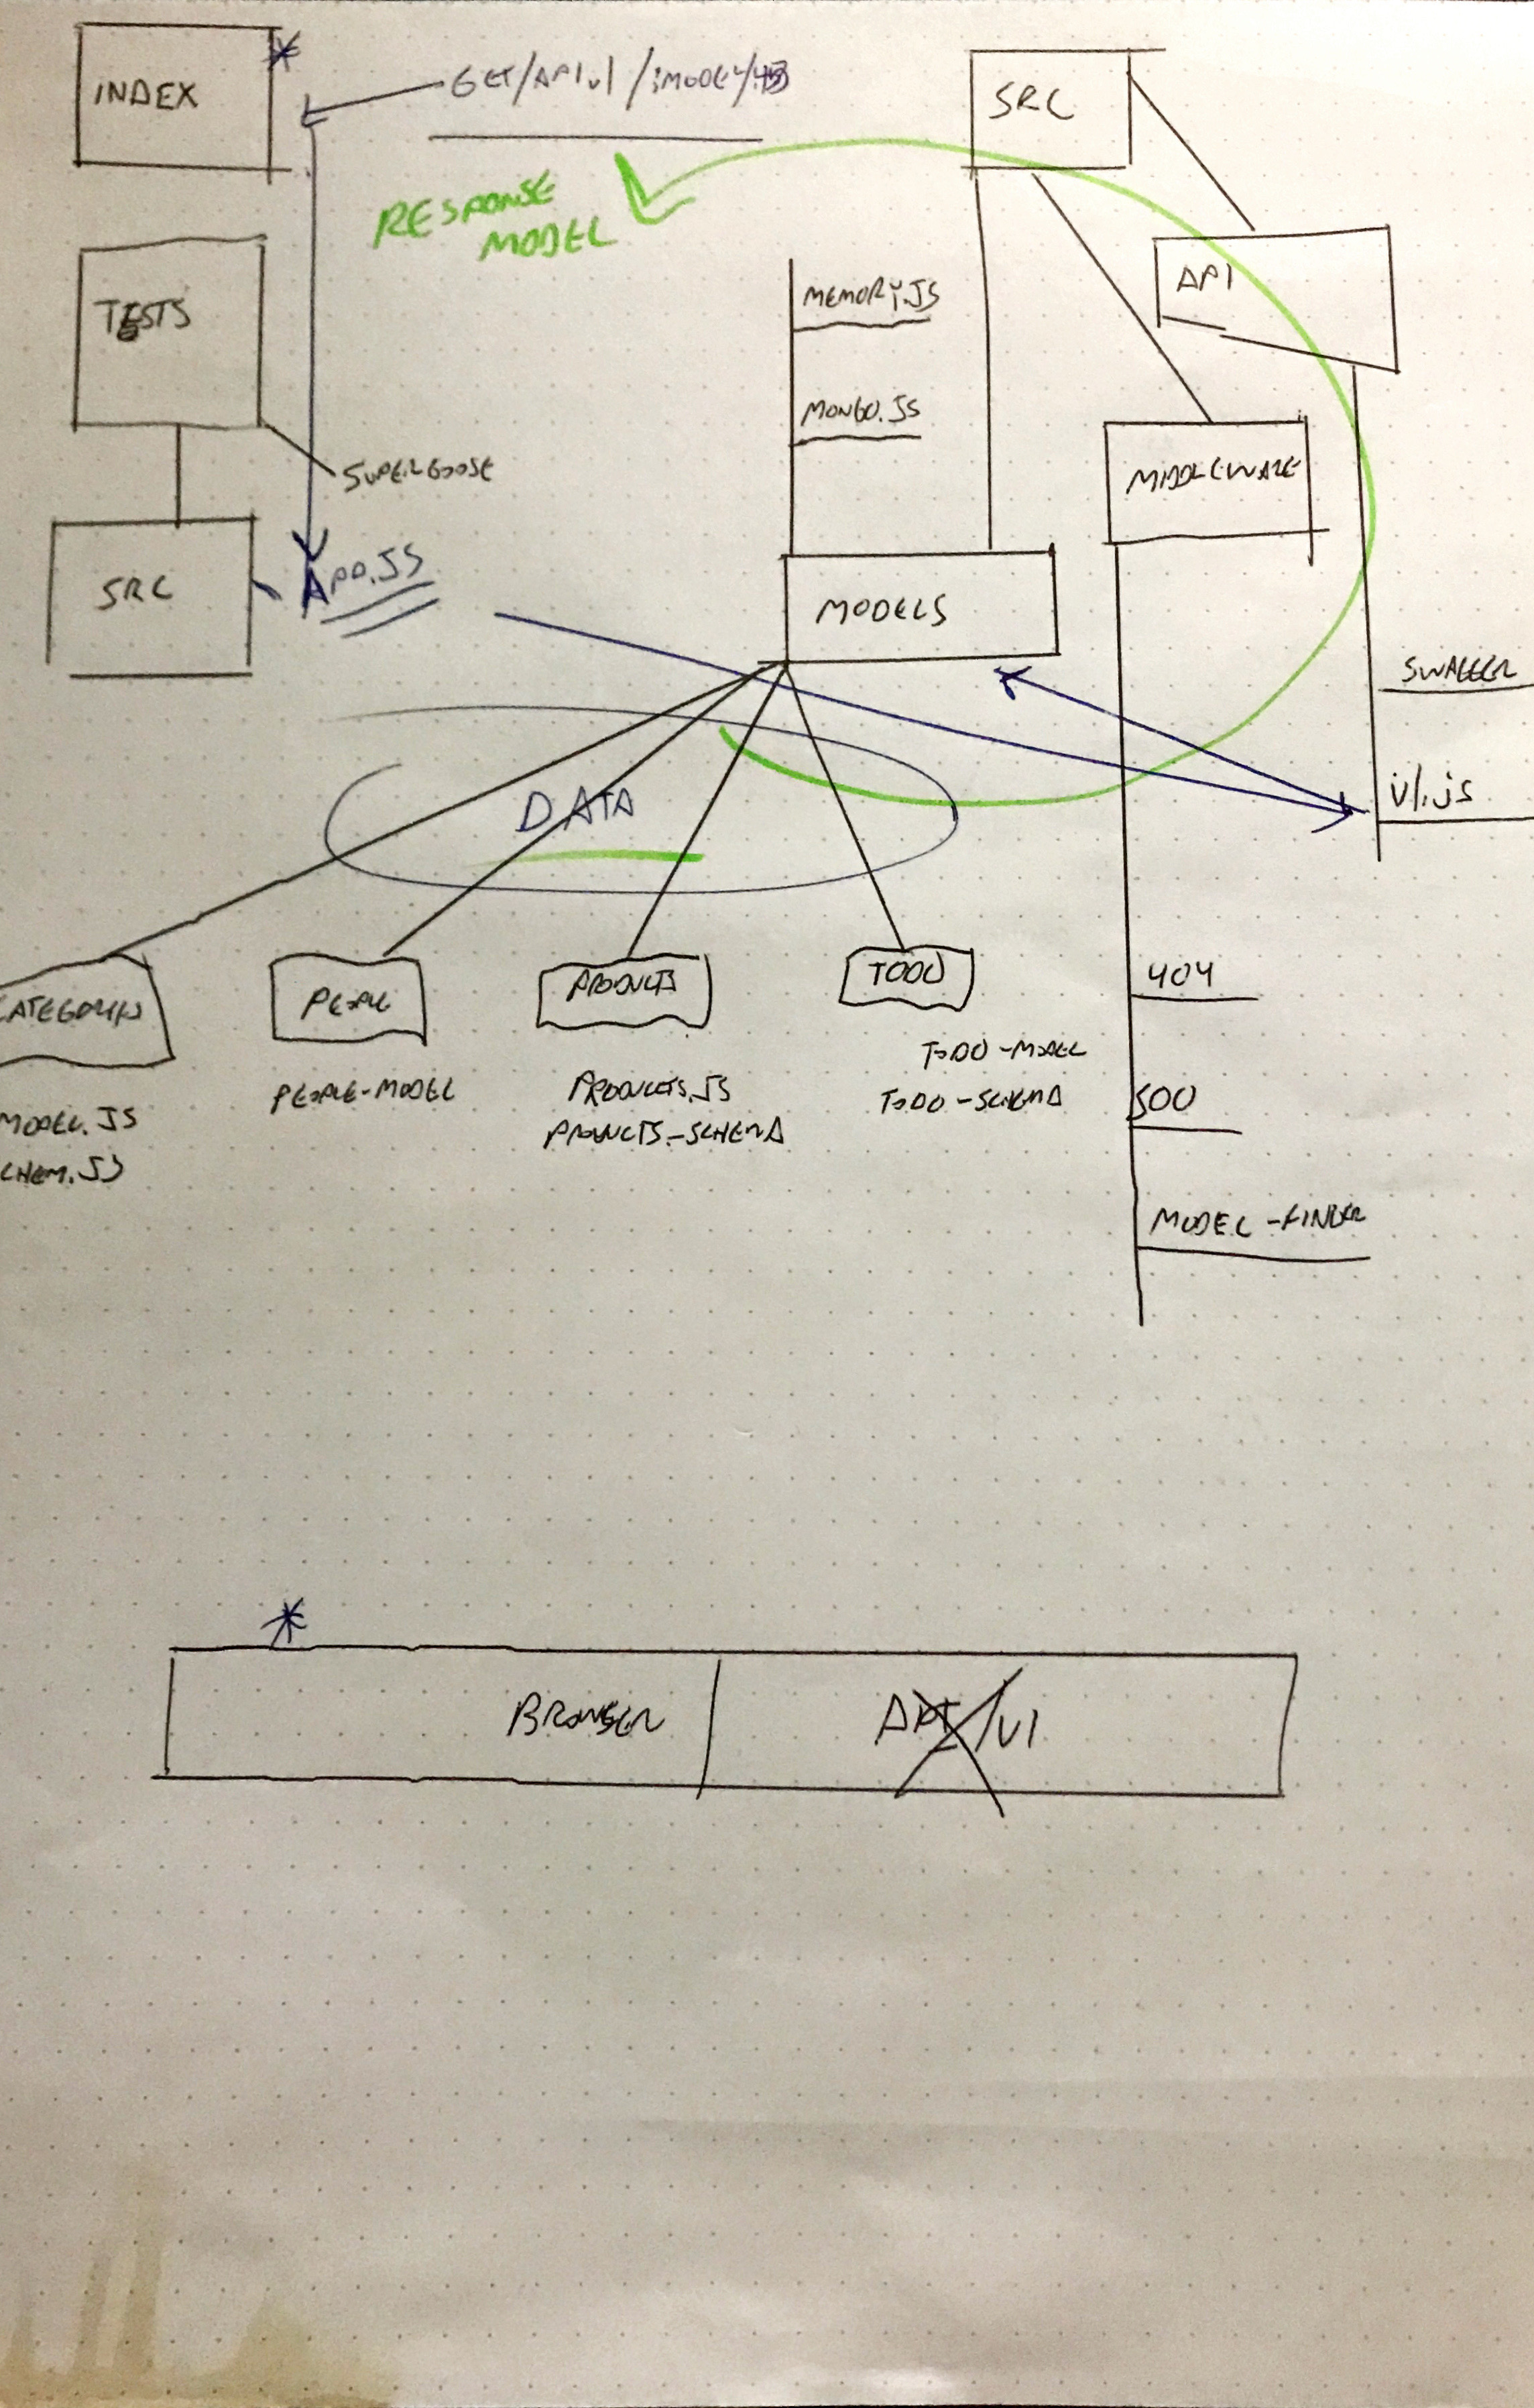 INDEX
GET/API v1/:MODEL/
SRC
RESPONSE
MODEL
API
TESTS
MEMORY.JS
MONGO.JS
SUPERGOOSE
MIDDLEWARE
SRC
APP.JS
MODELS
SWAGGER
V1.js
DATA
CATEGORIES
PEOPLE
PRODUCTS
TODO
404
MODEL.JS
CHEM.JS
PEOPLE-MODEL
PRODUCTS.JS
PRODUCTS-SCHEMA
TODO-MODEL
TODO-SCHEMA
500
MODEL-FINDER
BROWSER
API/V1